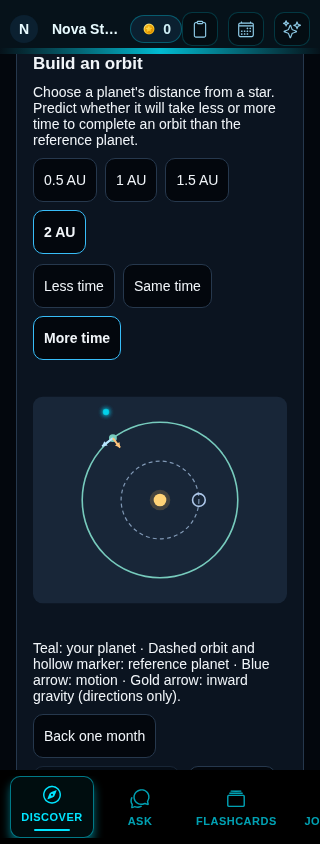 N
Nova St…
0
Build an orbit
Choose a planet's distance from a star.
Predict whether it will take less or more
time to complete an orbit than the
reference planet.
0.5 AU
1 AU
1.5 AU
2 AU
Less time
Same time
More time
Teal: your planet · Dashed orbit and
hollow marker: reference planet · Blue
arrow: motion · Gold arrow: inward
gravity (directions only).
Back one month
DISCOVER
ASK
FLASHCARDS
JO